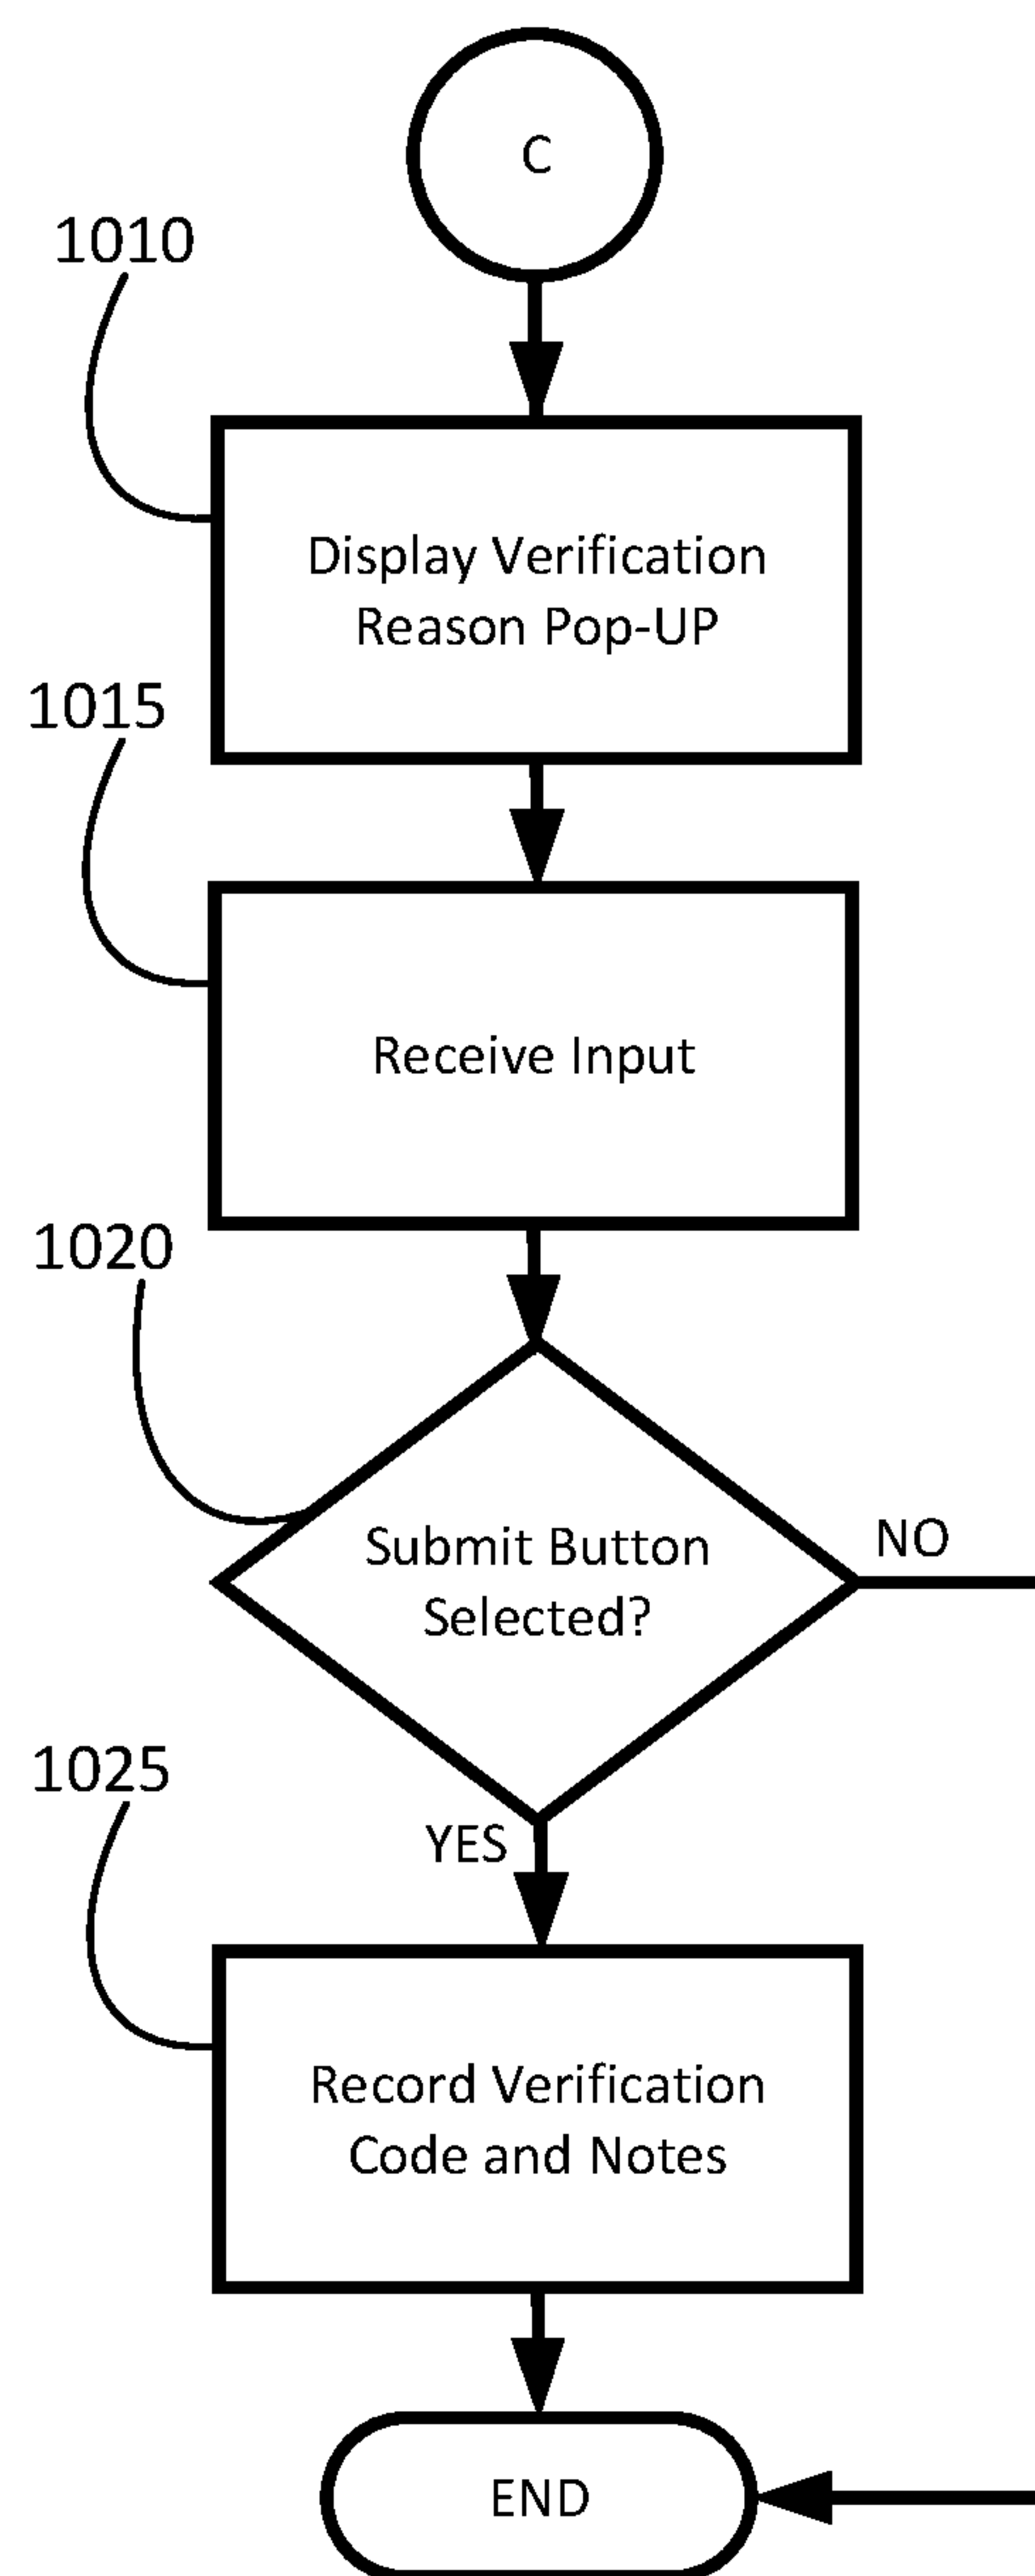 C
1010
Display Verification
Reason Pop-UP
1015
Receive Input
1020
Submit Button
Selected?
NO
YES
1025
Record Verification
Code and Notes
END